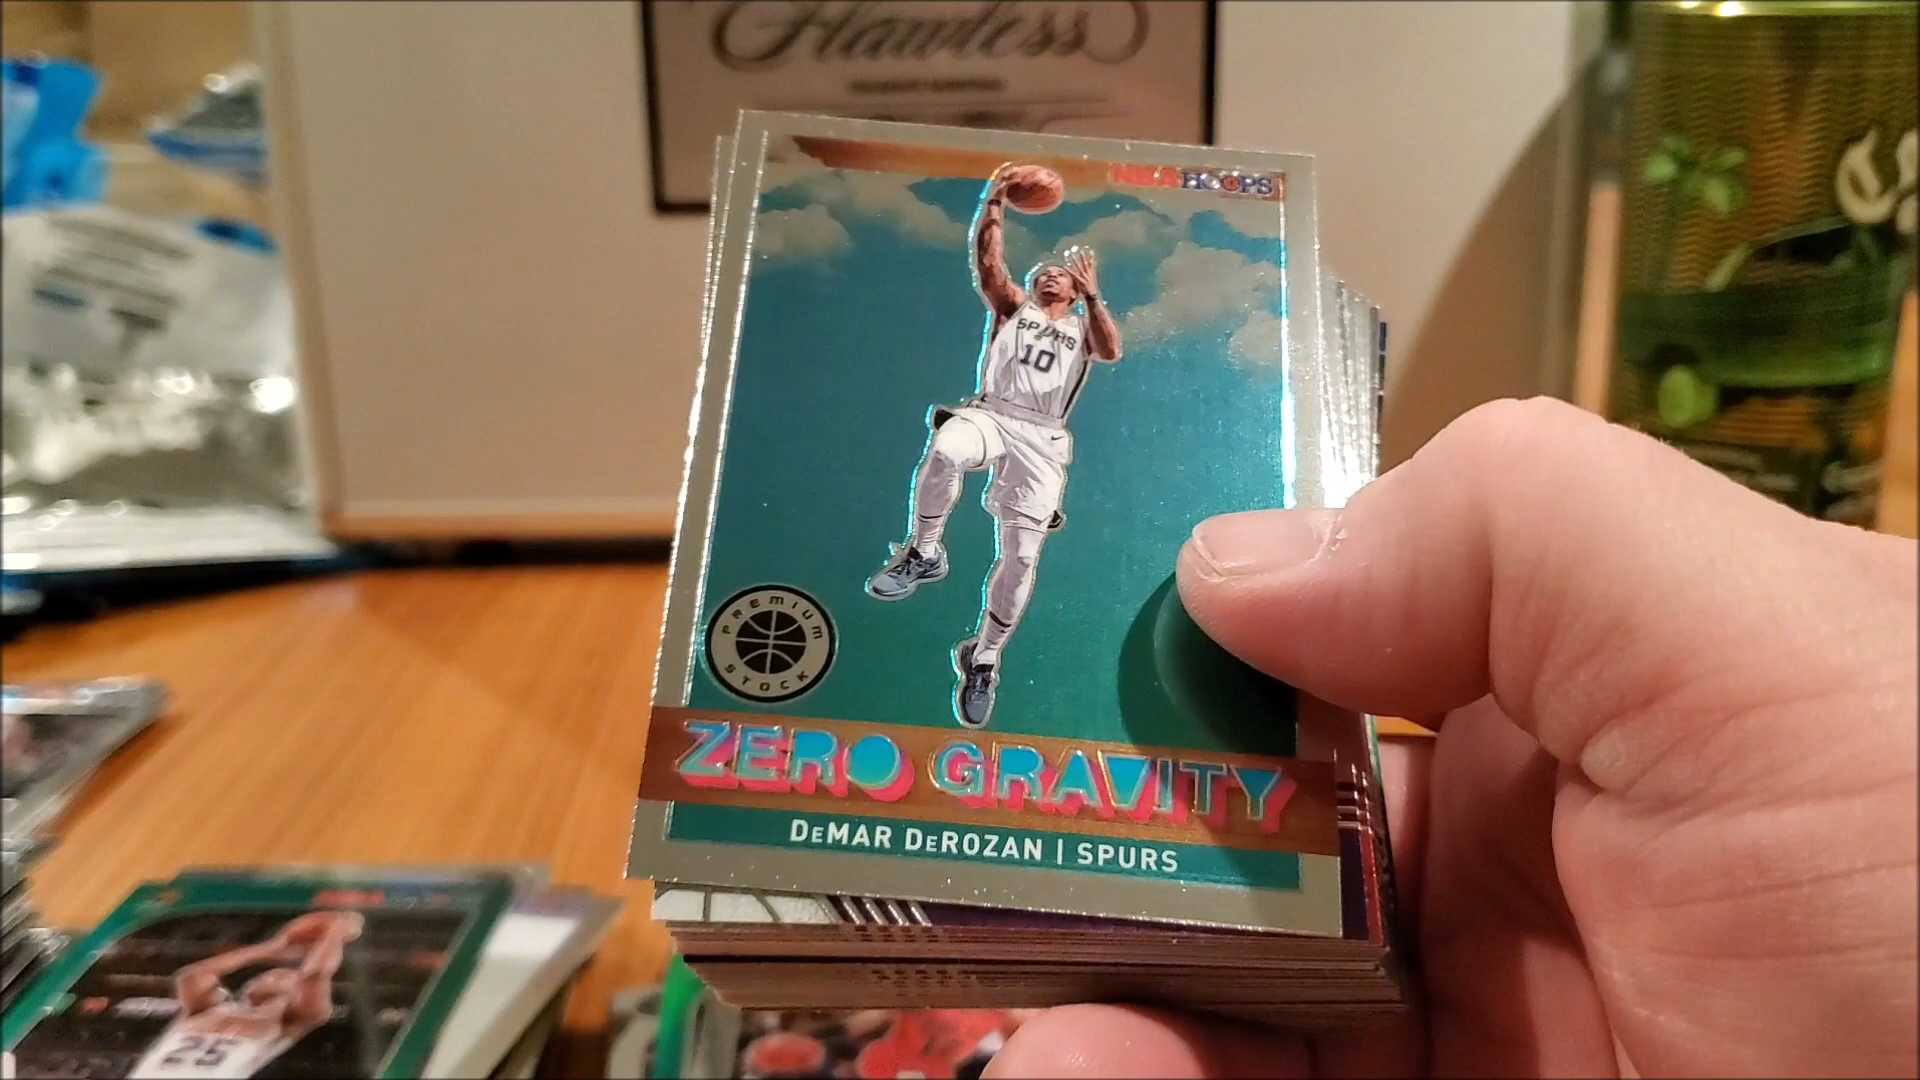 Flawless
NBA HOOPS
SPURS
10
PREMIUM
STOCK
ZERO GRAVITY
DeMAR DeROZAN | SPURS
25